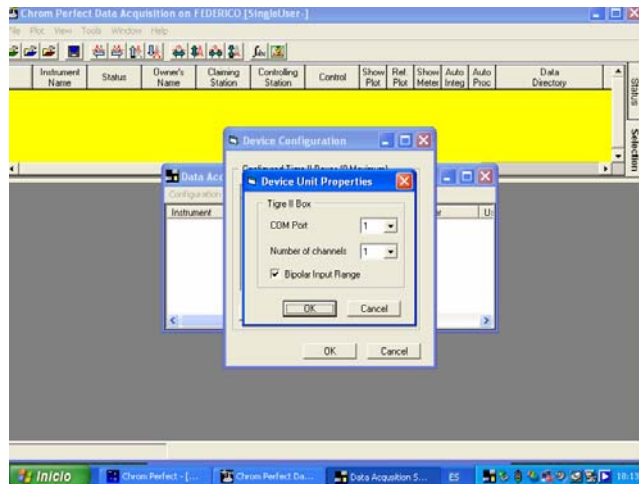 Chrom Perfect Data Acquisition on FEDERICO [SingleUser-]
File Plot View Tools Window Help
Instrument Name Status Owner's Name Claiming Station Controlling Station Control Show Plot Ref. Plot Show Meter Auto Integ Auto Proc Data Directory
Status
Selection
Device Configuration
Data Acq
Device Unit Properties
Configuration
Instrument
Tigre II Box
COM Port 1
Number of channels 1
Bipolar Input Range
OK Cancel
OK Cancel
Inicio Chrom Perfect - [... Chrom Perfect Da... Data Acquisition S... ES 18:13